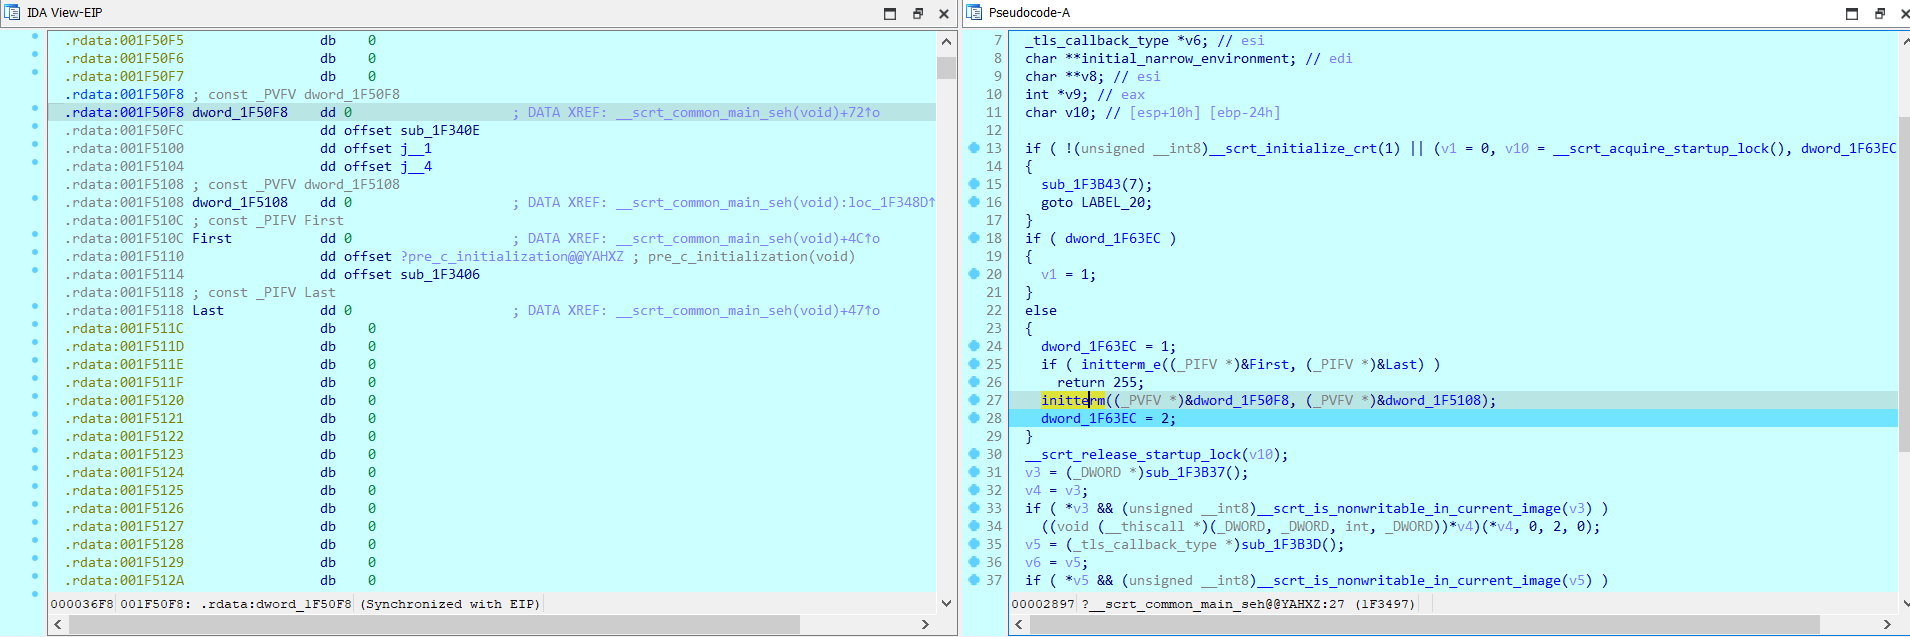 IDA View-EIP
.rdata:001F50F5 db 0
.rdata:001F50F6 db 0
.rdata:001F50F7 db 0
.rdata:001F50F8 ; const _PVFV dword_1F50F8
.rdata:001F50F8 dword_1F50F8 dd 0 ; DATA XREF: __scrt_common_main_seh(void)+72↑o
.rdata:001F50FC dd offset sub_1F340E
.rdata:001F5100 dd offset j__1
.rdata:001F5104 dd offset j__4
.rdata:001F5108 ; const _PVFV dword_1F5108
.rdata:001F5108 dword_1F5108 dd 0 ; DATA XREF: __scrt_common_main_seh(void):loc_1F348D↑
.rdata:001F510C ; const _PIFV First
.rdata:001F510C First dd 0 ; DATA XREF: __scrt_common_main_seh(void)+4C↑o
.rdata:001F5110 dd offset ?pre_c_initialization@@YAHXZ ; pre_c_initialization(void)
.rdata:001F5114 dd offset sub_1F3406
.rdata:001F5118 ; const _PIFV Last
.rdata:001F5118 Last dd 0 ; DATA XREF: __scrt_common_main_seh(void)+47↑o
.rdata:001F511C db 0
.rdata:001F511D db 0
.rdata:001F511E db 0
.rdata:001F511F db 0
.rdata:001F5120 db 0
.rdata:001F5121 db 0
.rdata:001F5122 db 0
.rdata:001F5123 db 0
.rdata:001F5124 db 0
.rdata:001F5125 db 0
.rdata:001F5126 db 0
.rdata:001F5127 db 0
.rdata:001F5128 db 0
.rdata:001F5129 db 0
.rdata:001F512A db 0
000036F8 001F50F8: .rdata:dword_1F50F8 (Synchronized with EIP)
Pseudocode-A
7 _tls_callback_type *v6; // esi
8 char **initial_narrow_environment; // edi
9 char **v8; // esi
10 int *v9; // eax
11 char v10; // [esp+10h] [ebp-24h]
12
13 if ( !(unsigned __int8)__scrt_initialize_crt(1) || (v1 = 0, v10 = __scrt_acquire_startup_lock(), dword_1F63EC
14 {
15 sub_1F3B43(7);
16 goto LABEL_20;
17 }
18 if ( dword_1F63EC )
19 {
20 v1 = 1;
21 }
22 else
23 {
24 dword_1F63EC = 1;
25 if ( initterm_e((_PIFV *)&First, (_PIFV *)&Last) )
26 return 255;
27 initterm((_PVFV *)&dword_1F50F8, (_PVFV *)&dword_1F5108);
28 dword_1F63EC = 2;
29 }
30 __scrt_release_startup_lock(v10);
31 v3 = (_DWORD *)sub_1F3B37();
32 v4 = v3;
33 if ( *v3 && (unsigned __int8)__scrt_is_nonwritable_in_current_image(v3) )
34 ((void (__thiscall *)(_DWORD, _DWORD, int, _DWORD))*v4)(*v4, 0, 2, 0);
35 v5 = (_tls_callback_type *)sub_1F3B3D();
36 v6 = v5;
37 if ( *v5 && (unsigned __int8)__scrt_is_nonwritable_in_current_image(v5) )
00002897 ?__scrt_common_main_seh@@YAHXZ:27 (1F3497)